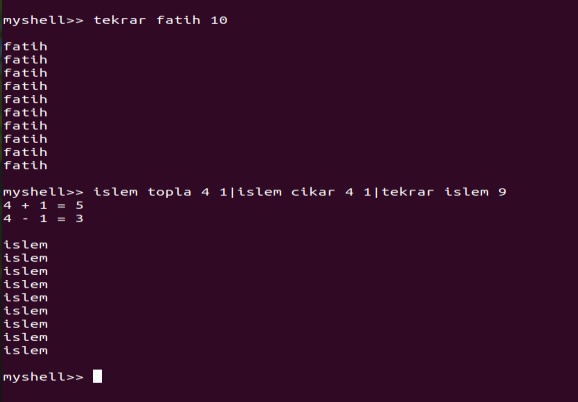 myshell>> tekrar fatih 10
fatih
fatih
fatih
fatih
fatih
fatih
fatih
fatih
fatih
fatih
myshell>> islem topla 4 1|islem cikar 4 1|tekrar islem 9
4 + 1 = 5
4 - 1 = 3
islem
islem
islem
islem
islem
islem
islem
islem
islem
myshell>>